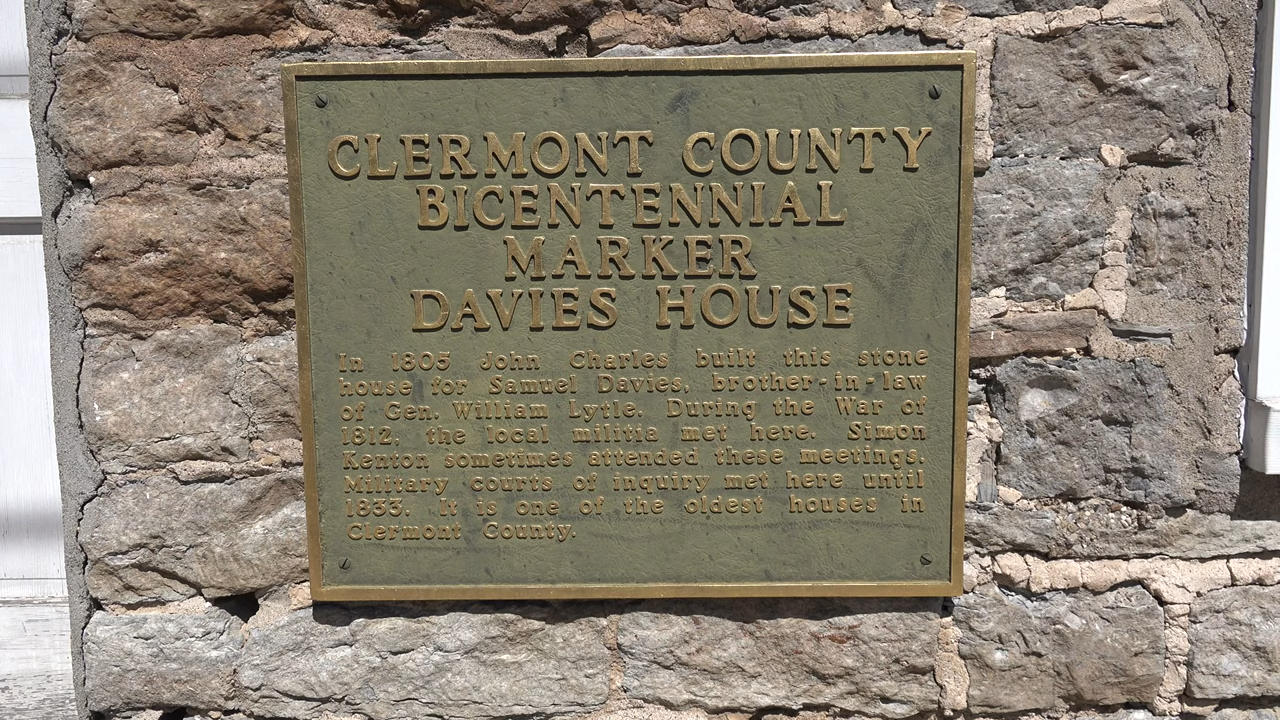 CLERMONT COUNTY
BICENTENNIAL
MARKER
DAVIES HOUSE
In 1805 John Charles built this stone
house for Samuel Davies, brother-in-law
of Gen. William Lytle. During the War of
1812, the local militia met here. Simon
Kenton sometimes attended these meetings.
Military courts of inquiry met here until
1833. It is one of the oldest houses in
Clermont County.